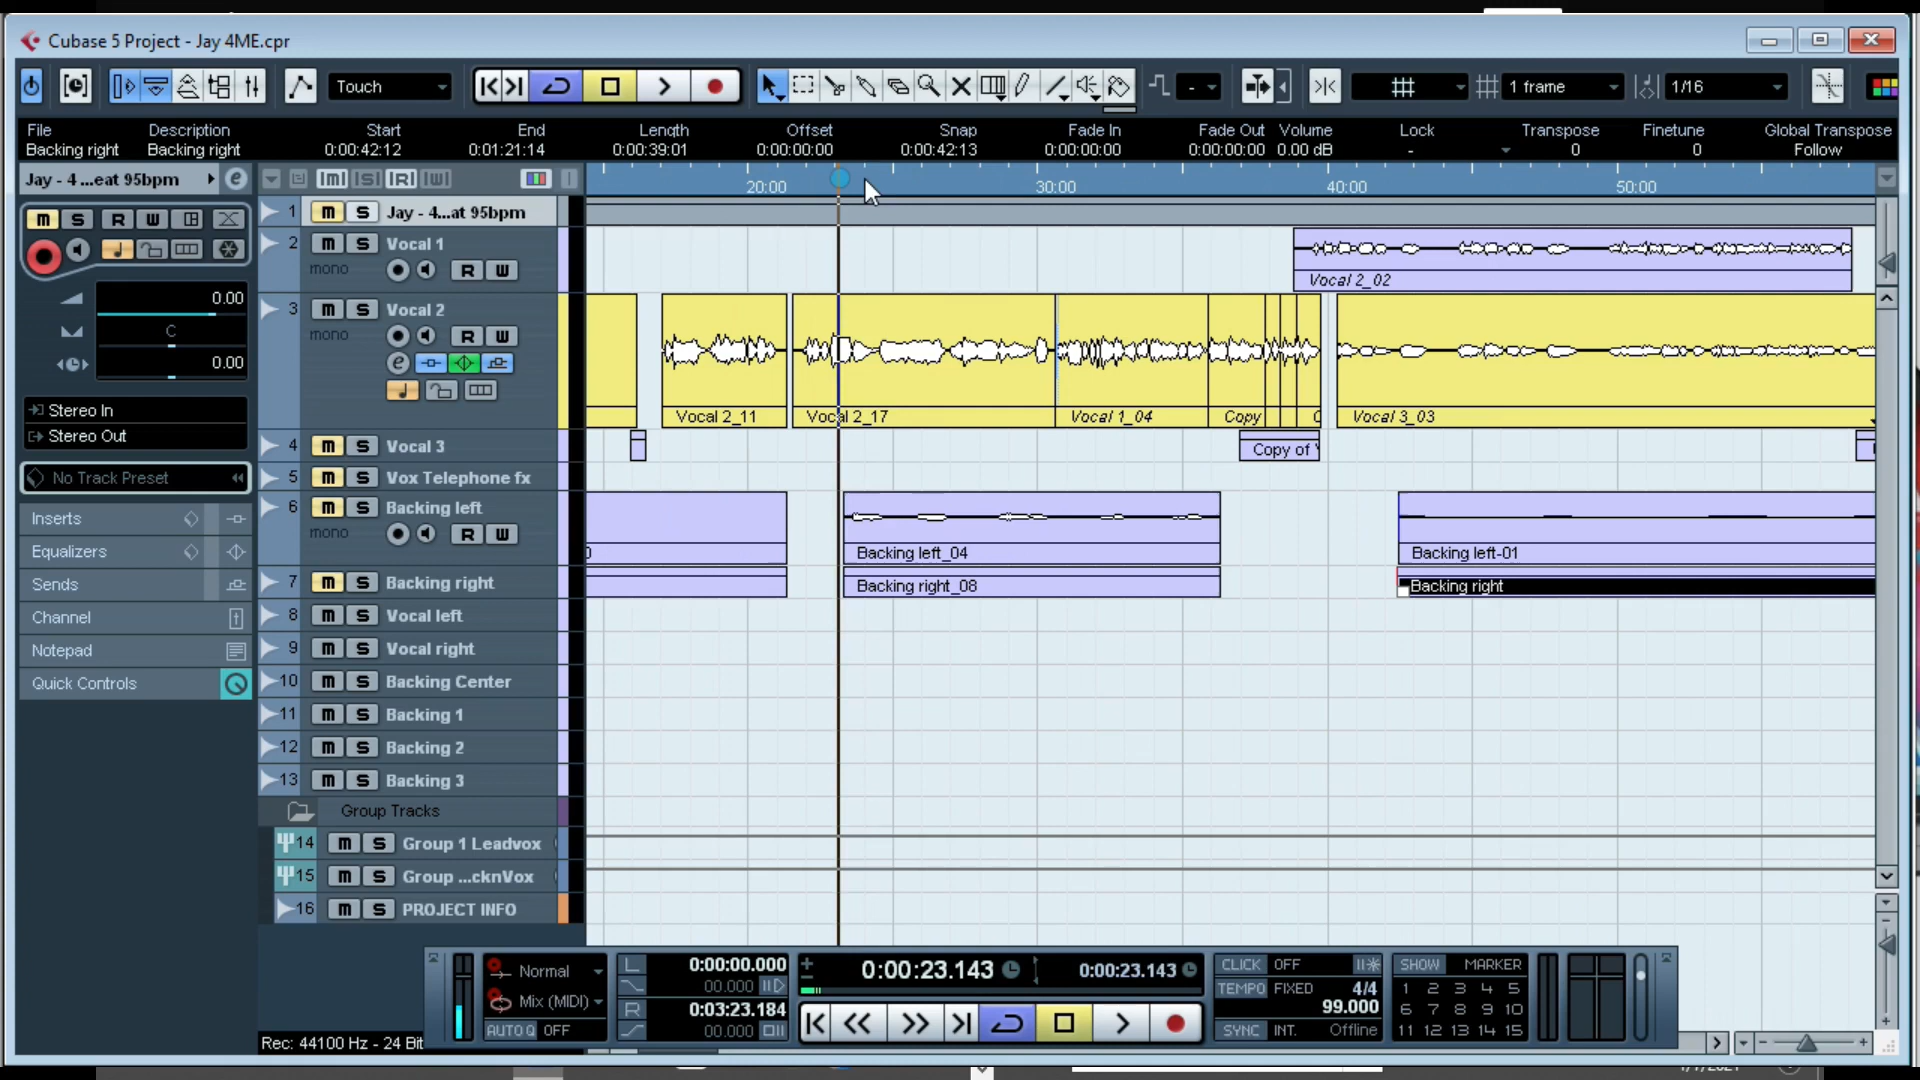 Cubase 5 Project - Jay 4ME.cpr
Touch
-
1 frame
1/16
File Description Start End Length Offset Snap Fade In Fade Out Volume Lock Transpose Finetune Global Transpose
Backing right Backing right 0:00:42:12 0:01:21:14 0:00:39:01 0:00:00:00 0:00:42:13 0:00:00:00 0:00:00:00 0.00 dB - 0 0 Follow
Jay - 4 ...eat 95bpm
M S R W
0.00
C
0.00
Stereo In
Stereo Out
No Track Preset
Inserts
Equalizers
Sends
Channel
Notepad
Quick Controls
[M] [S] [R] [W]
20:00 30:00 40:00 50:00
1 m S Jay - 4...at 95bpm
2 m S Vocal 1
mono R W
Vocal 2_02
3 m S Vocal 2
mono R W
Vocal 2_11 Vocal 2_17 Vocal 1_04 Copy Vocal 3_03
4 m S Vocal 3
Copy of
5 m S Vox Telephone fx
6 m S Backing left
mono R W
Backing left_04 Backing left-01
7 m S Backing right
Backing right_08 Backing right
8 m S Vocal left
9 m S Vocal right
10 m S Backing Center
11 m S Backing 1
12 m S Backing 2
13 m S Backing 3
Group Tracks
14 m S Group 1 Leadvox
15 m S Group ...cknVox
16 m S PROJECT INFO
Rec: 44100 Hz - 24 Bit
Normal
Mix (MIDI)
AUTO Q OFF
L 0:00:00.000
00.000
R 0:03:23.184
00.000
0:00:23.143 0:00:23.143
CLICK OFF
TEMPO FIXED 4/4
99.000
SYNC INT. Offline
SHOW MARKER
1 2 3 4 5
6 7 8 9 10
11 12 13 14 15